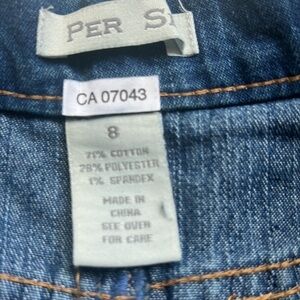 PER S
CA 07043
8
71% COTTON
28% POLYESTER
1% SPANDEX
MADE IN
CHINA
SEE OVER
FOR CARE